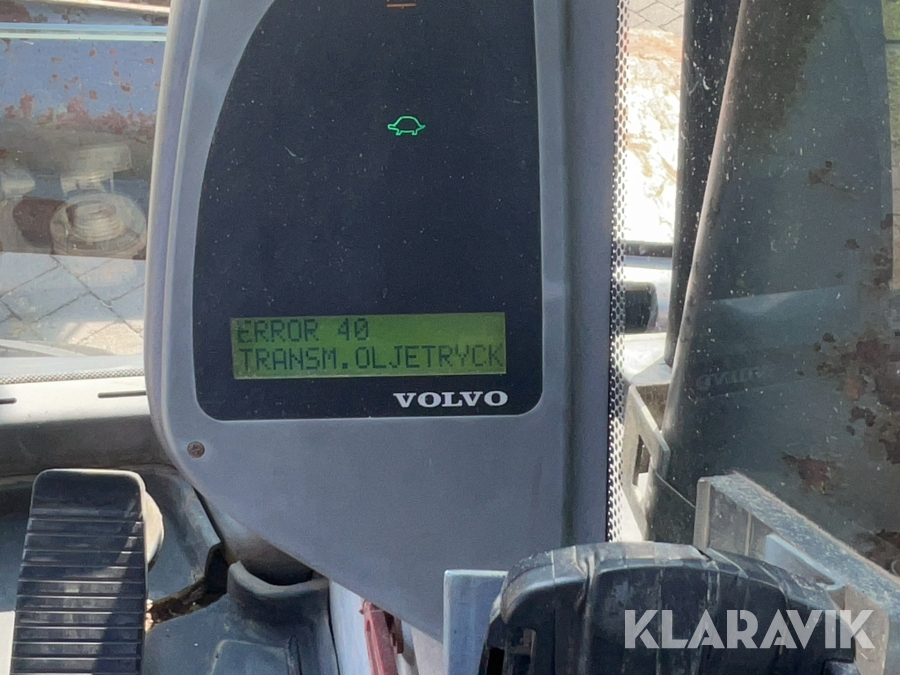 ERROR 40
TRANSM.OLJETRYCK
VOLVO
KLARAVIK